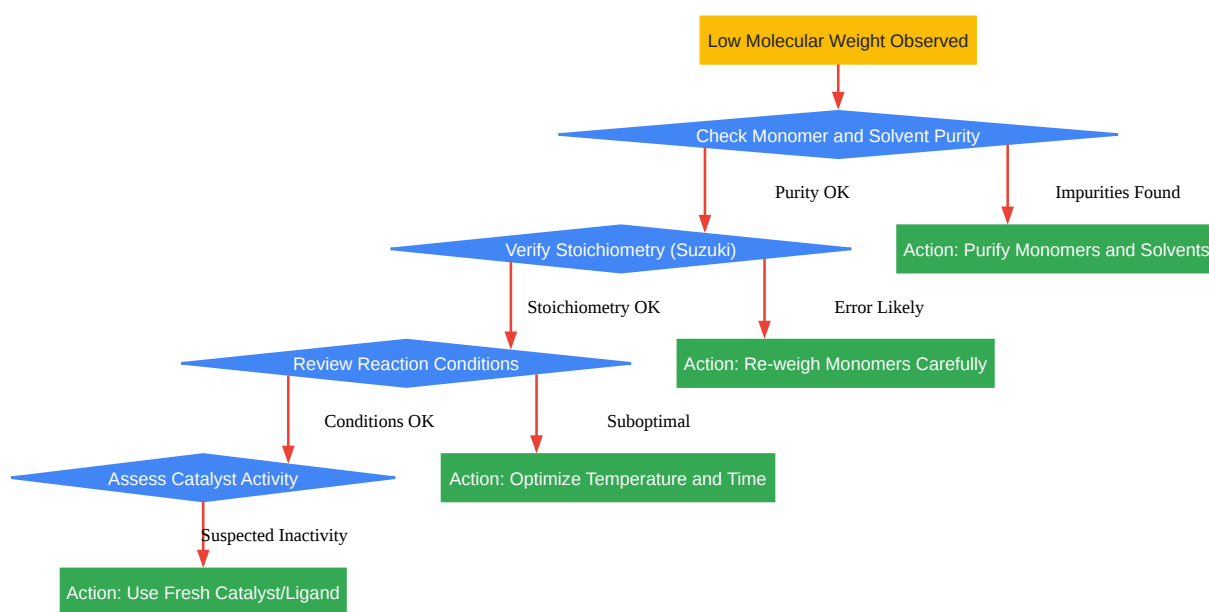 Low Molecular Weight Observed
Check Monomer and Solvent Purity
Purity OK
Impurities Found
Verify Stoichiometry (Suzuki)
Action: Purify Monomers and Solvents
Stoichiometry OK
Error Likely
Review Reaction Conditions
Action: Re-weigh Monomers Carefully
Conditions OK
Suboptimal
Assess Catalyst Activity
Action: Optimize Temperature and Time
Suspected Inactivity
Action: Use Fresh Catalyst/Ligand